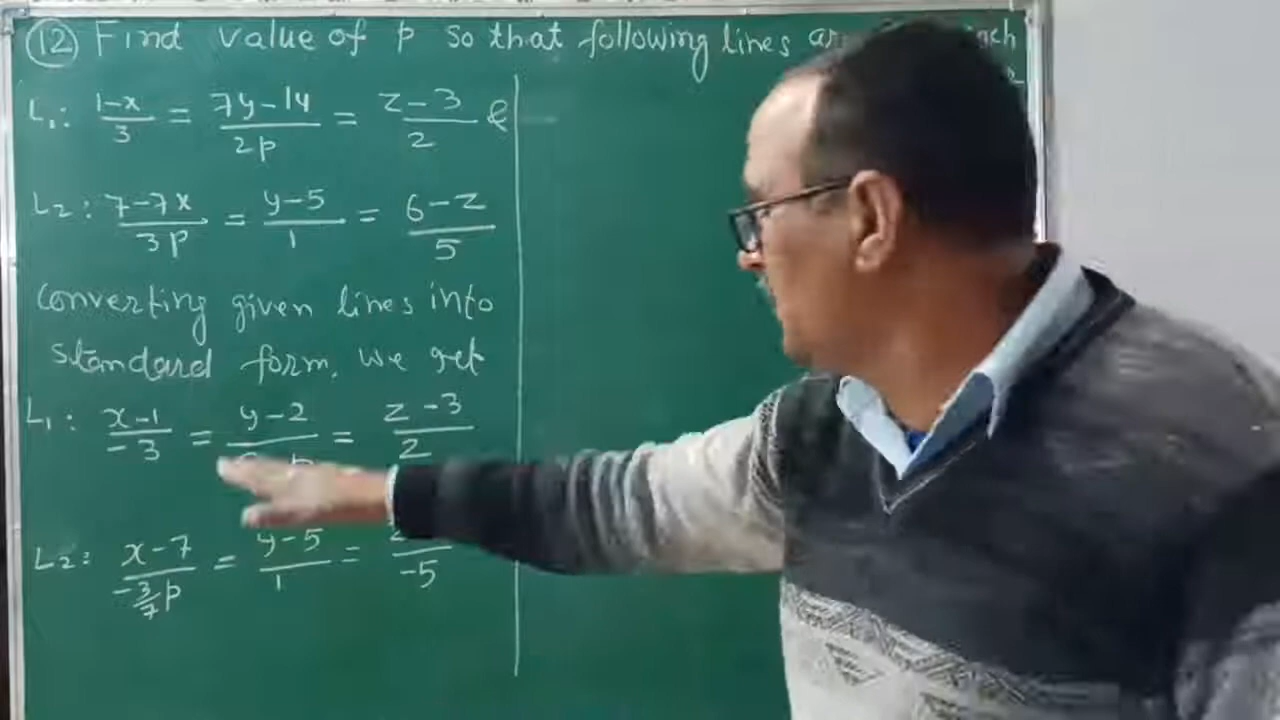 (12) Find value of p so that following lines
L₁: 1-x/3 = 7y-14/2p = z-3/2 &
L₂: 7-7x/3p = y-5/1 = 6-z/5
Converting given lines into
standard form, we get
L₁: x-1/-3 = y-2/ = z-3/2
L₂: x-7/-3/7p = y-5/1 = /-5